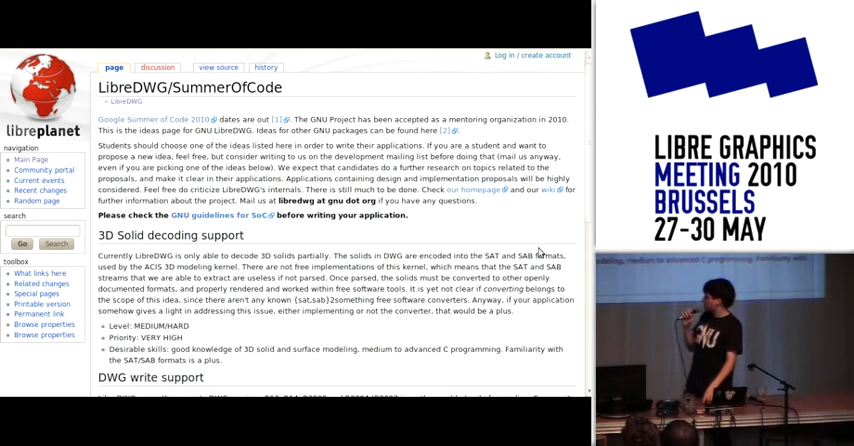 Log in / create account
page
discussion
view source
history
LibreDWG/SummerOfCode
< LibreDWG
Google Summer of Code 2010 dates are out [1]. The GNU Project has been accepted as a mentoring organization in 2010.
This is the ideas page for GNU LibreDWG. Ideas for other GNU packages can be found here [2].
Students should choose one of the ideas listed here in order to write their applications. If you are a student and want to
propose a new idea, feel free, but consider writing to us on the development mailing list before doing that (mail us anyway,
even if you are picking one of the ideas below). We expect that candidates do a further research on topics related to the
proposals, and make it clear in their applications. Applications containing design and implementation proposals will be highly
considered. Feel free do criticize LibreDWG's internals. There is still much to be done. Check our homepage and our wiki for
further information about the project. Mail us at libredwg at gnu dot org if you have any questions.
Please check the GNU guidelines for SoC before writing your application.
3D Solid decoding support
Currently LibreDWG is only able to decode 3D solids partially. The solids in DWG are encoded into the SAT and SAB formats,
used by the ACIS 3D modeling kernel. There are not free implementations of this kernel, which means that the SAT and SAB
streams that we are able to extract are useless if not parsed. Once parsed, the solids must be converted to other openly
documented formats, and properly rendered and worked within free software tools. It is yet not clear if converting belongs to
the scope of this idea, since there aren't any known {sat,sab}2something free software converters. Anyway, if your application
somehow gives a light in addressing this issue, either implementing or not the converter, that would be a plus.
Level: MEDIUM/HARD
Priority: VERY HIGH
Desirable skills: good knowledge of 3D solid and surface modeling, medium to advanced C programming. Familiarity with
the SAT/SAB formats is a plus.
DWG write support
libreplanet
navigation
Main Page
Community portal
Current events
Recent changes
Random page
search
Go
Search
toolbox
What links here
Related changes
Special pages
Printable version
Permanent link
Browse properties
Browse properties
LIBRE GRAPHICS
MEETING 2010
BRUSSELS
27-30 MAY
GNU